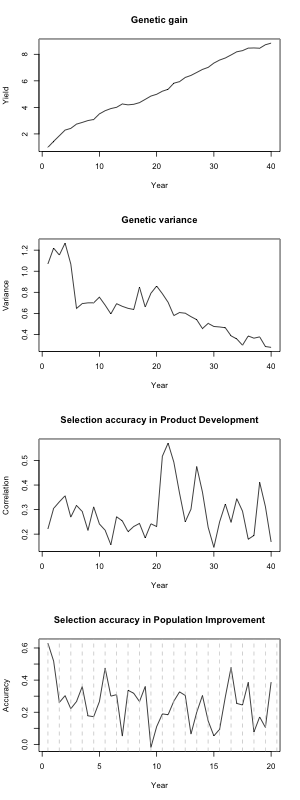 Genetic gain
8
6
4
2
Yield
0 10 20 30 40
Year
Genetic variance
1.2
1.0
0.8
0.6
0.4
Variance
0 10 20 30 40
Year
Selection accuracy in Product Development
0.5
0.4
0.3
0.2
Correlation
0 10 20 30 40
Year
Selection accuracy in Population Improvement
0.6
0.4
0.2
0.0
Accuracy
0 5 10 15 20
Year